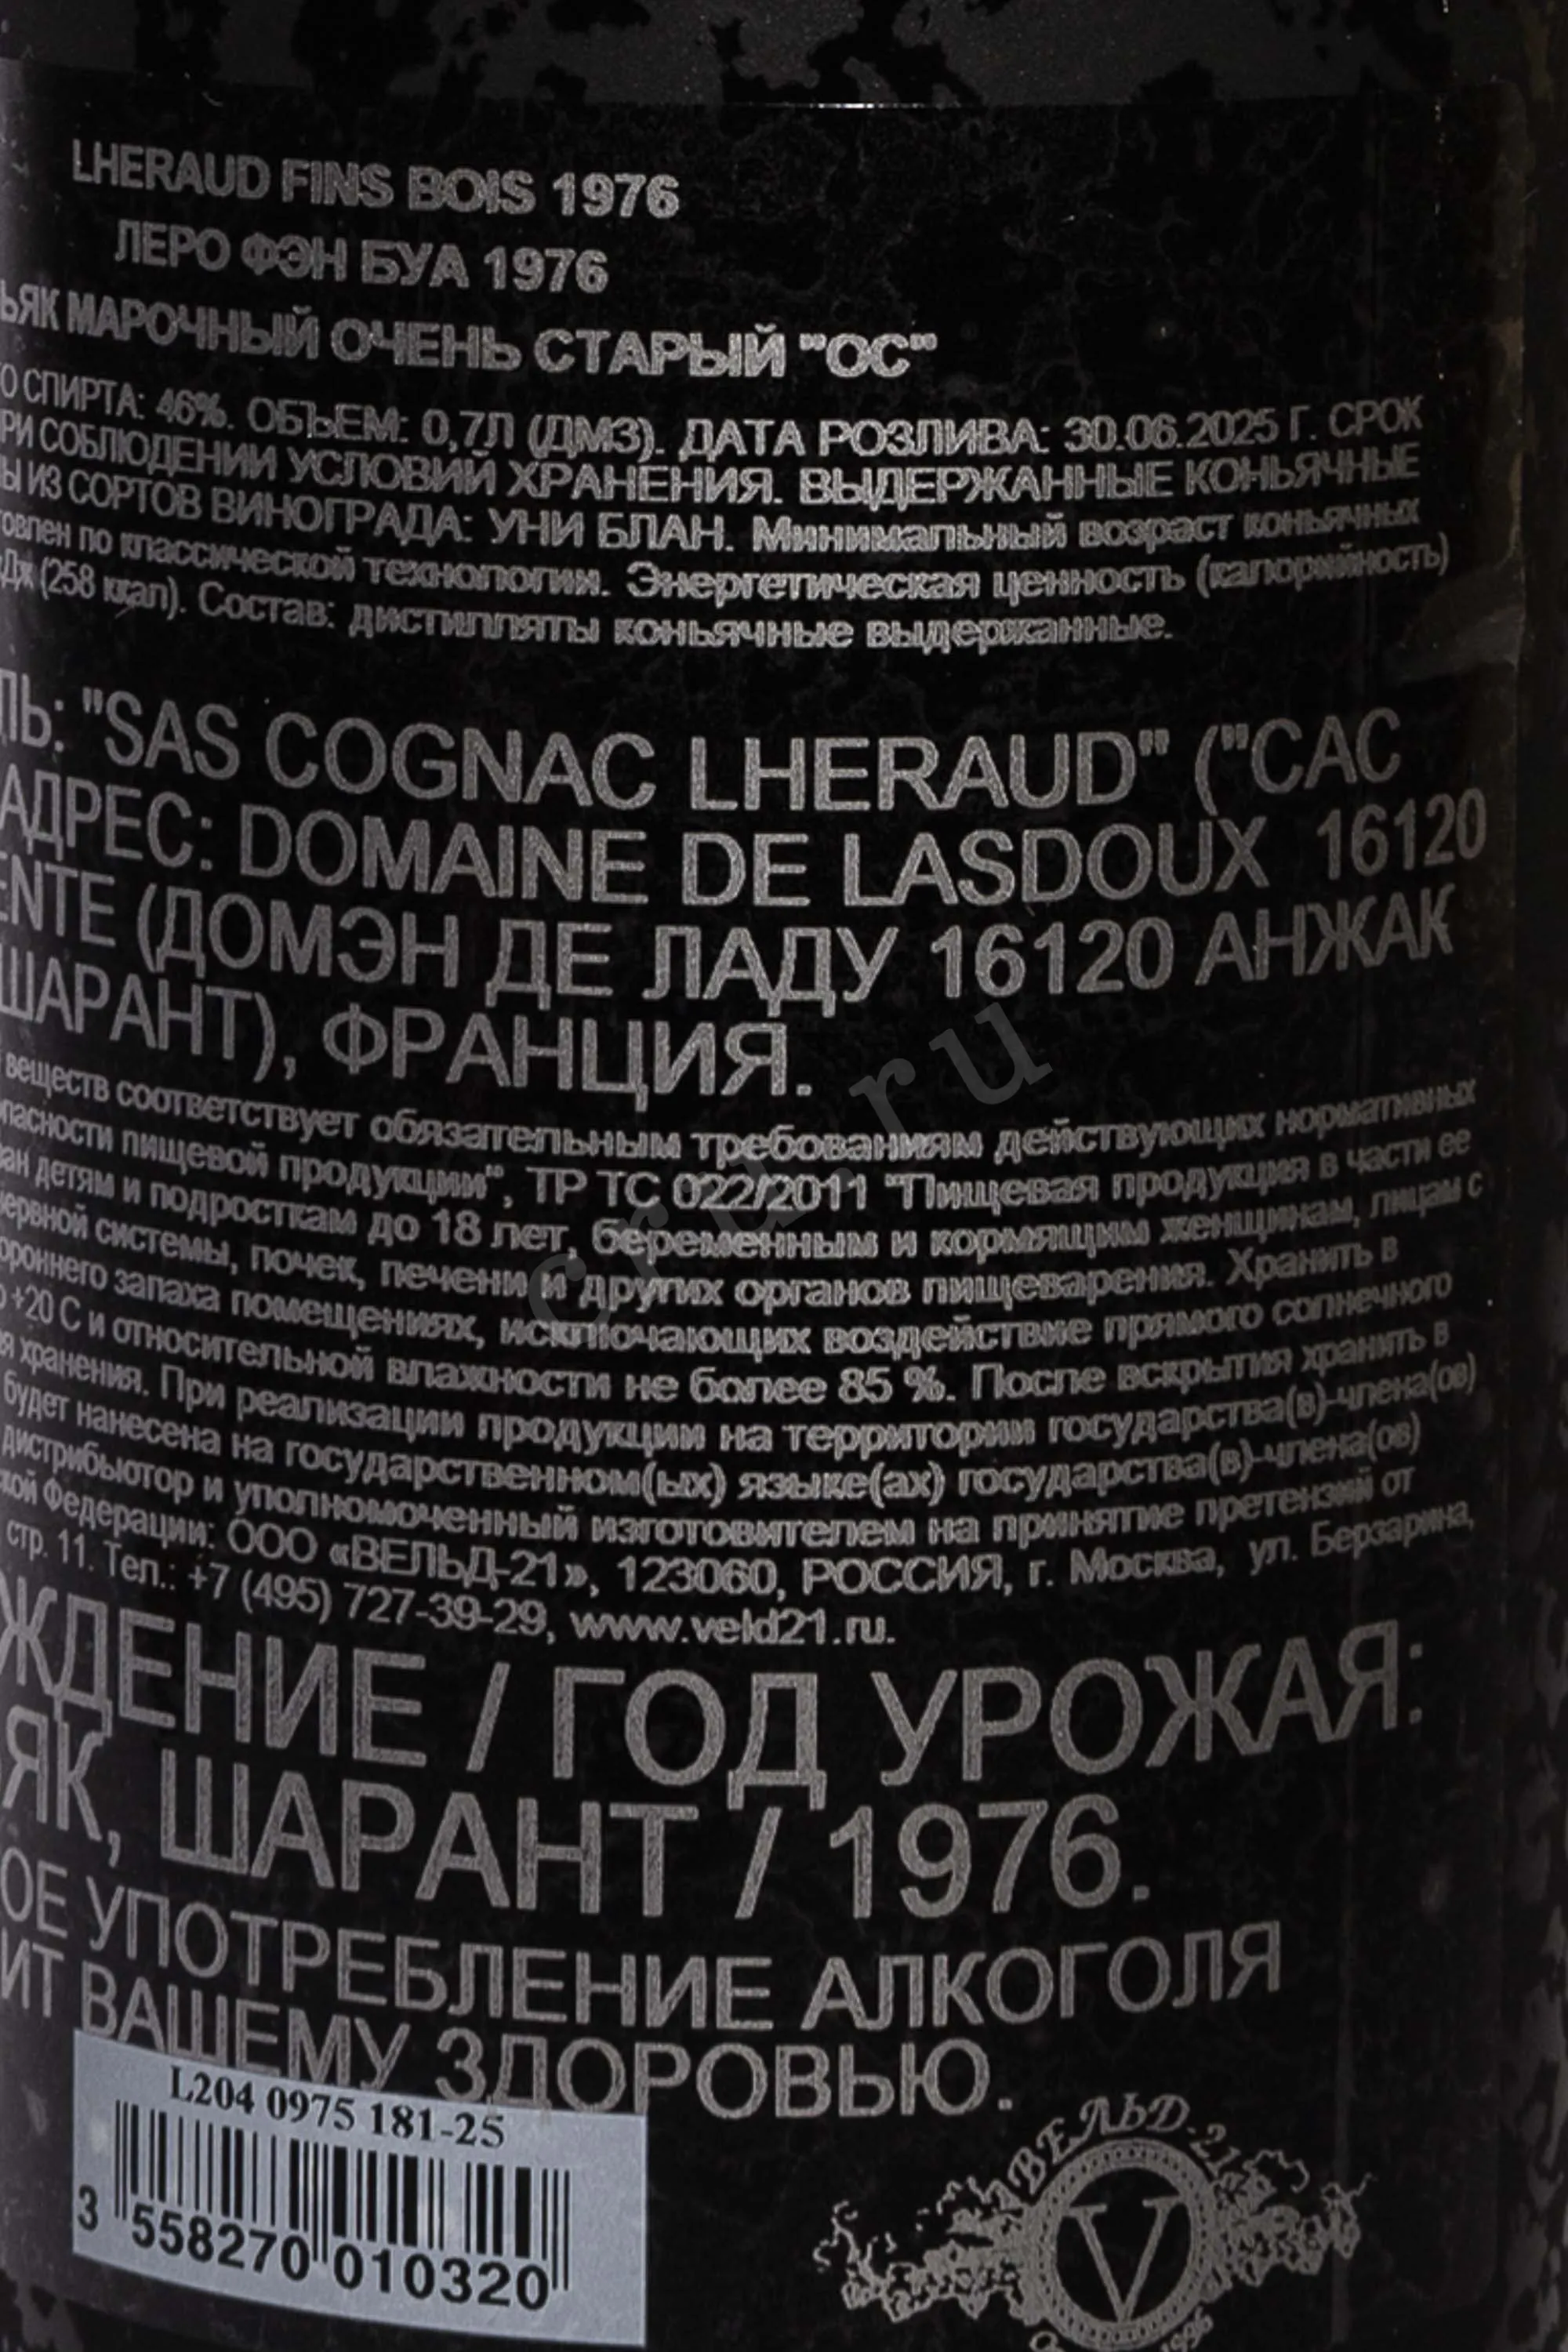 LHERAUD FINS BOIS 1976
ЛЕРО ФЭН БУА 1976
ЬЯК МАРОЧНЫЙ ОЧЕНЬ СТАРЫЙ "ОС"
О СПИРТА: 46%. ОБЪЕМ: 0,7Л (ДМЗ). ДАТА РОЗЛИВА: 30.06.2025 Г. СРОК
РИ СОБЛЮДЕНИИ УСЛОВИЙ ХРАНЕНИЯ. ВЫДЕРЖАННЫЕ КОНЬЯЧНЫЕ
Ы ИЗ СОРТОВ ВИНОГРАДА: УНИ БЛАН. Минимальный возраст коньячных
овлен по классической технологии. Энергетическая ценность (калорийность)
Дж (258 ккал). Состав: дистилляты коньячные выдержанные.
ЛЬ: "SAS COGNAC LHERAUD" ("САС
АДРЕС: DOMAINE DE LASDOUX 16120
ENTE (ДОМЭН ДЕ ЛАДУ 16120 АНЖАК
ШАРАНТ), ФРАНЦИЯ.
веществ соответствует обязательным требованиям действующих нормативных
пасности пищевой продукции", ТР ТС 022/2011 "Пищевая продукция в части ее
ан детям и подросткам до 18 лет, беременным и кормящим женщинам, лицам с
нервной системы, почек, печени и других органов пищеварения. Хранить в
ороннего запаха помещениях, исключающих воздействие прямого солнечного
о +20 С и относительной влажности не более 85 %. После вскрытия хранить в
я хранения. При реализации продукции на территории государства(в)-члена(ов)
будет нанесена на государственном(ых) языке(ах) государства(в)-члена(ов)
дистрибьютор и уполномоченный изготовителем на принятие претензий от
кой Федерации: ООО «ВЕЛЬД-21», 123060, РОССИЯ, г. Москва, ул. Берзарина,
стр. 11. Тел.: +7 (495) 727-39-29, www.veld21.ru.
ЖДЕНИЕ / ГОД УРОЖАЯ:
ЯК, ШАРАНТ / 1976.
ОЕ УПОТРЕБЛЕНИЕ АЛКОГОЛЯ
ИТ ВАШЕМУ ЗДОРОВЬЮ.
L204 0975 181-25
3 558270 010320
ВЕЛЬД-21
V
cru.ru